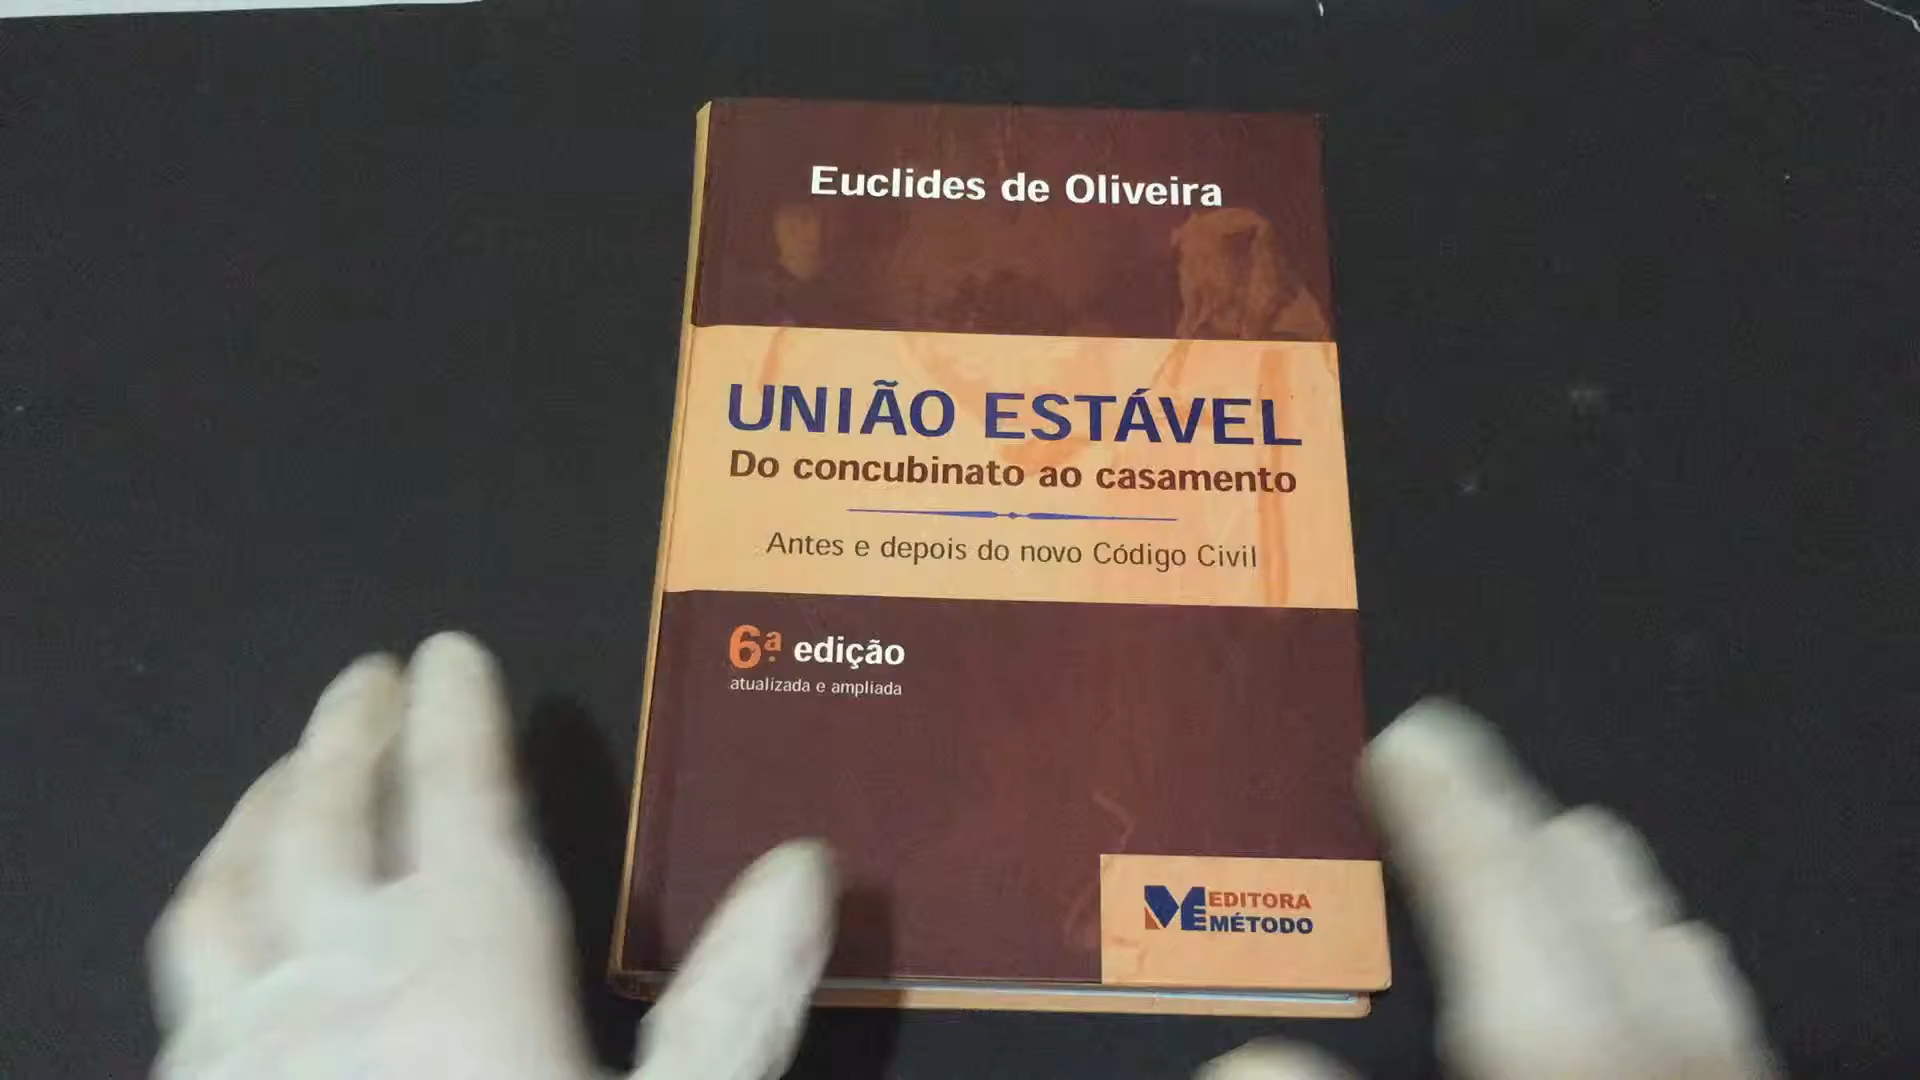 Euclides de Oliveira
UNIÃO ESTÁVEL
Do concubinato ao casamento
Antes e depois do novo Código Civil
6ª edição
atualizada e ampliada
EDITORA
MÉTODO